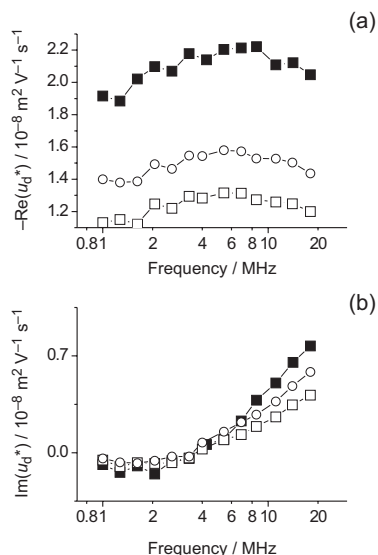 (a)
–Re(u_d*) / 10⁻⁸ m² V⁻¹ s⁻¹
2.2
2.0
1.8
1.6
1.4
1.2
0.81 2 4 6 8 10 20
Frequency / MHz
(b)
Im(u_d*) / 10⁻⁸ m² V⁻¹ s⁻¹
0.7
0.0
0.81 2 4 6 8 10 20
Frequency / MHz